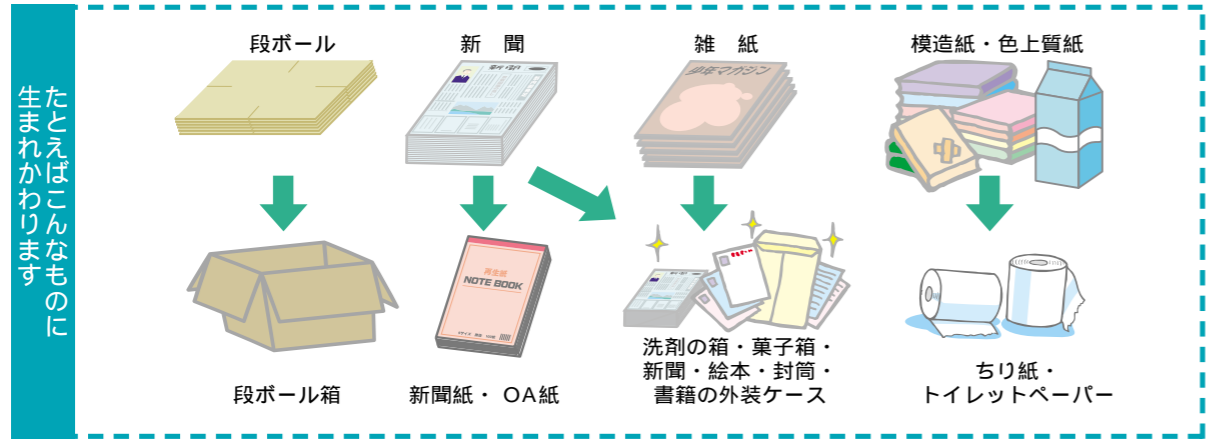 たとえばこんなものに
生まれかわります
段ボール
新　聞
雑　紙
模造紙・色上質紙
新聞
少年マガジン
再生紙
NOTE BOOK
段ボール箱
新聞紙・ OA紙
洗剤の箱・菓子箱・
新聞・絵本・封筒・
書籍の外装ケース
ちり紙・
トイレットペーパー